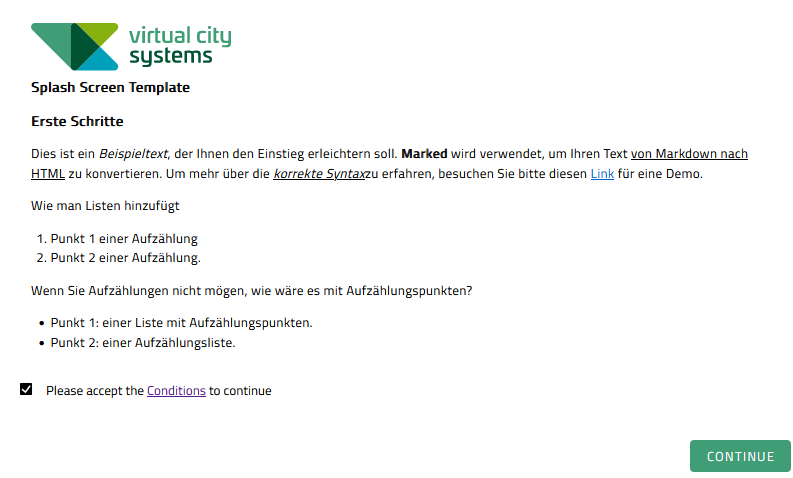 virtual city
systems
Splash Screen Template
Erste Schritte
Dies ist ein Beispieltext, der Ihnen den Einstieg erleichtern soll. Marked wird verwendet, um Ihren Text von Markdown nach
HTML zu konvertieren. Um mehr über die korrekte Syntaxzu erfahren, besuchen Sie bitte diesen Link für eine Demo.
Wie man Listen hinzufügt
1. Punkt 1 einer Aufzählung
2. Punkt 2 einer Aufzählung.
Wenn Sie Aufzählungen nicht mögen, wie wäre es mit Aufzählungspunkten?
• Punkt 1: einer Liste mit Aufzählungspunkten.
• Punkt 2: einer Aufzählungsliste.
Please accept the Conditions to continue
CONTINUE